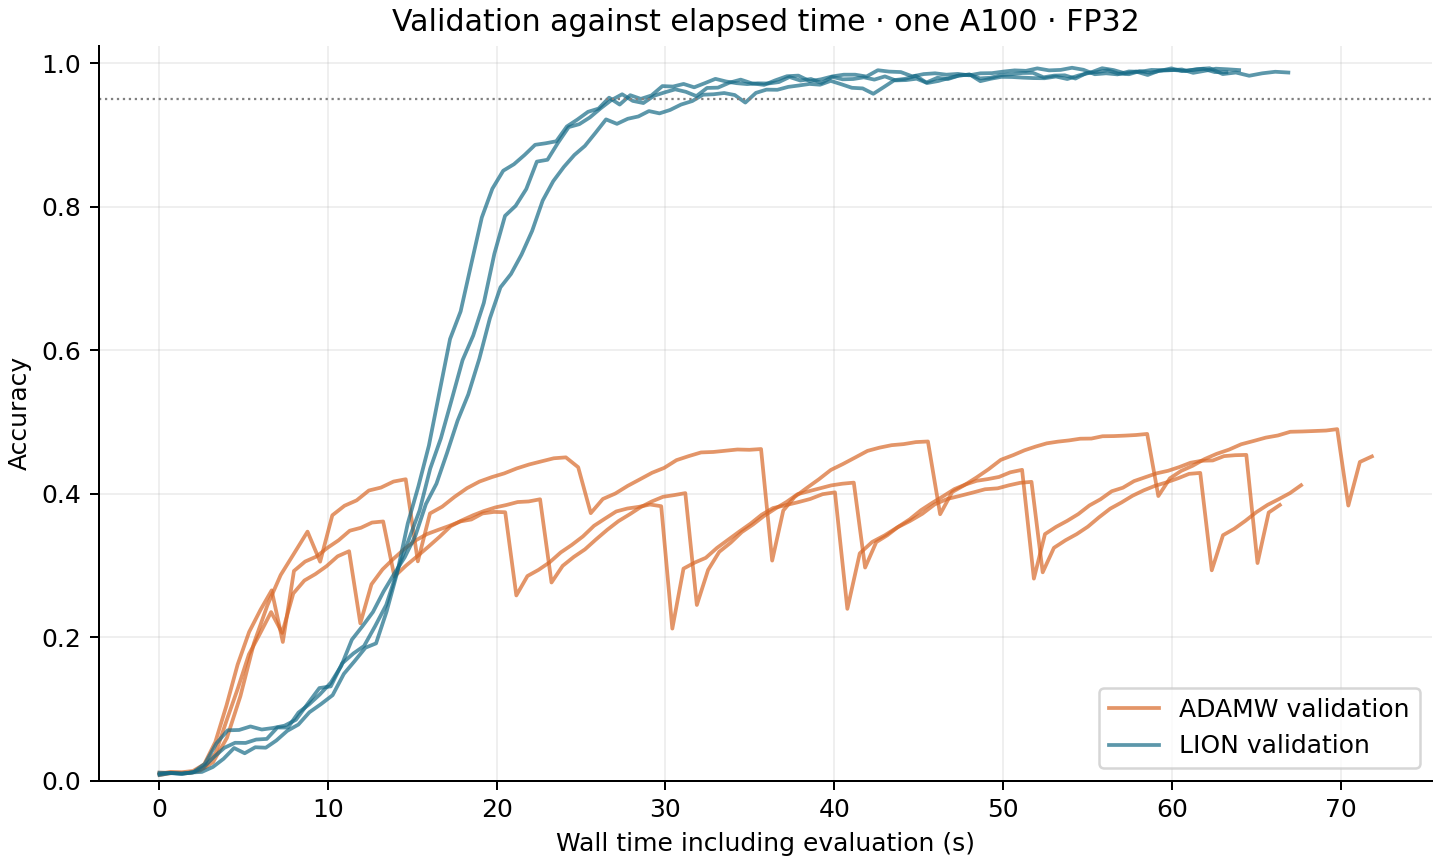 Validation against elapsed time · one A100 · FP32
Accuracy
1.0
0.8
0.6
0.4
0.2
0.0
0 10 20 30 40 50 60 70
Wall time including evaluation (s)
ADAMW validation
LION validation